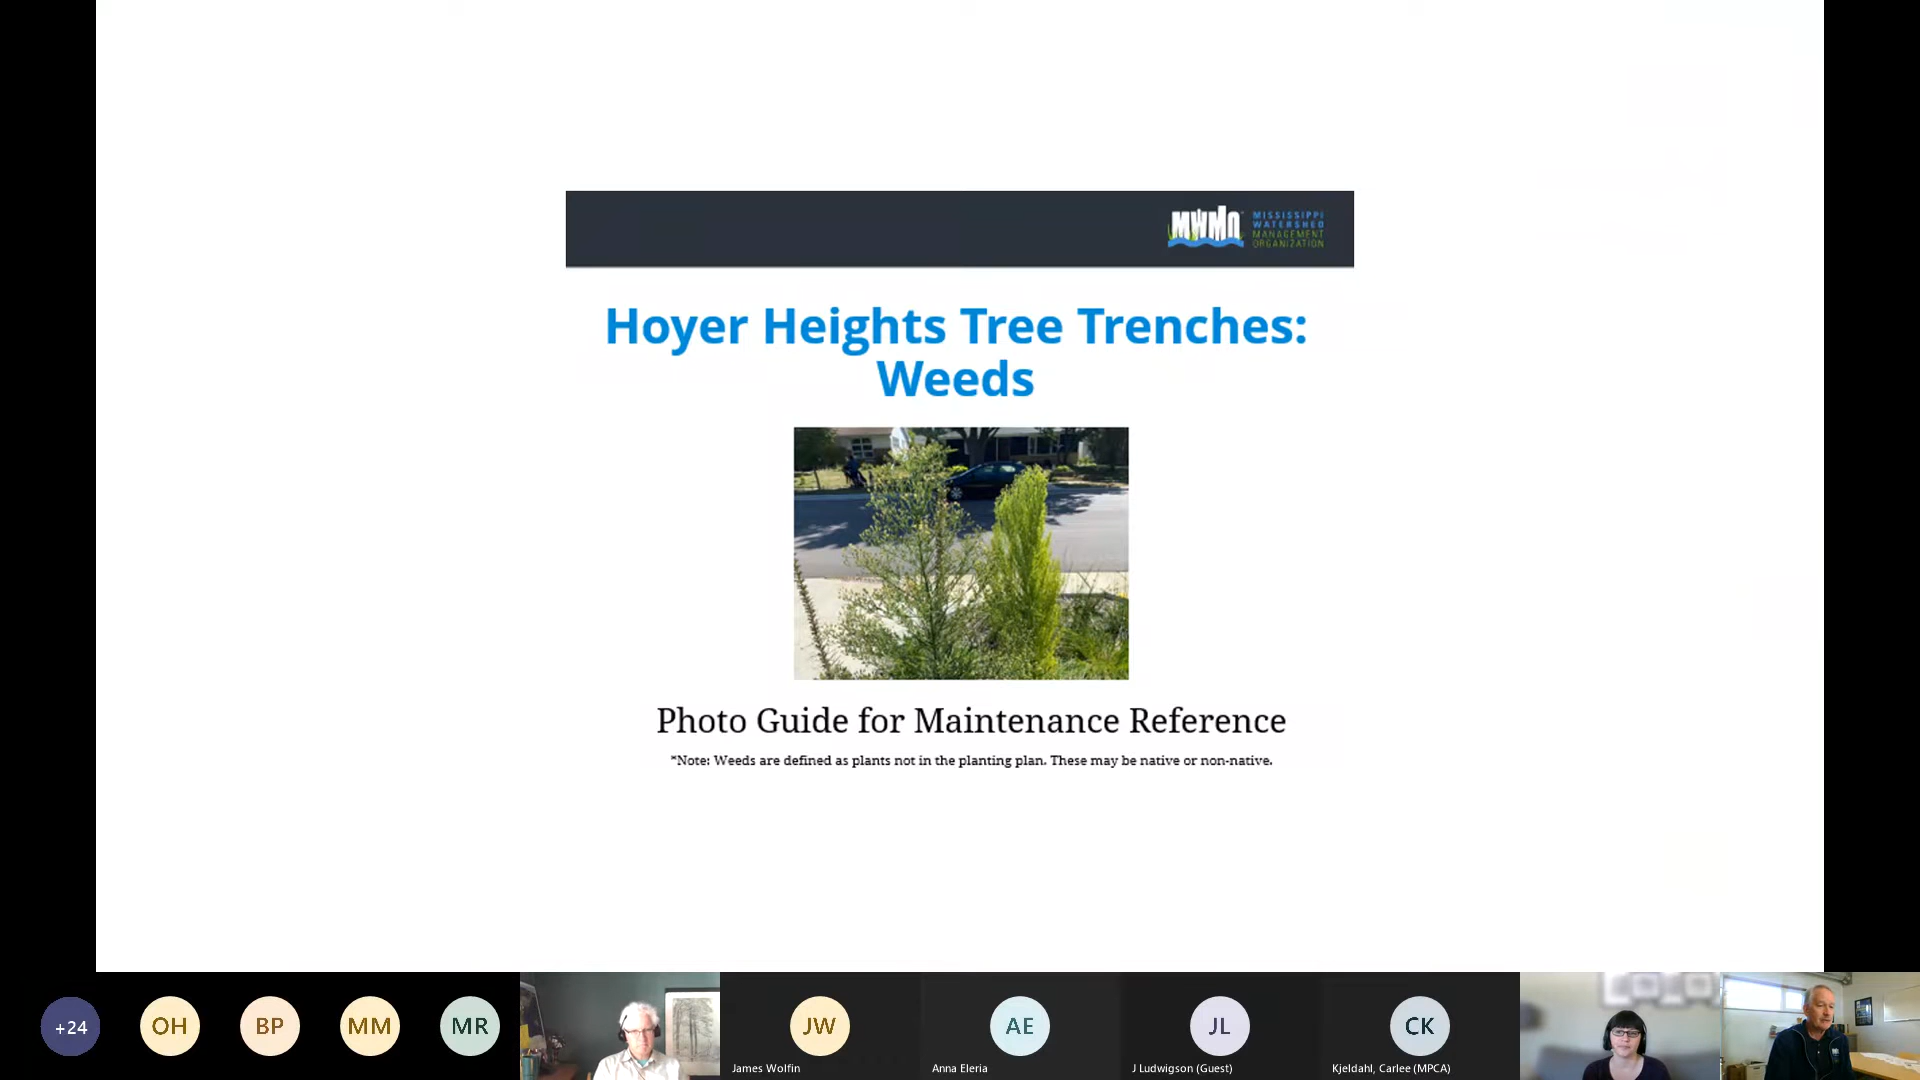 MWMO
MISSISSIPPI
WATERSHED
MANAGEMENT
ORGANIZATION
Hoyer Heights Tree Trenches:
Weeds
Photo Guide for Maintenance Reference
*Note: Weeds are defined as plants not in the planting plan. These may be native or non-native.
+24
OH
BP
MM
MR
JW
AE
JL
CK
James Wolfin
Anna Eleria
J Ludwigson (Guest)
Kjeldahl, Carlee (MPCA)